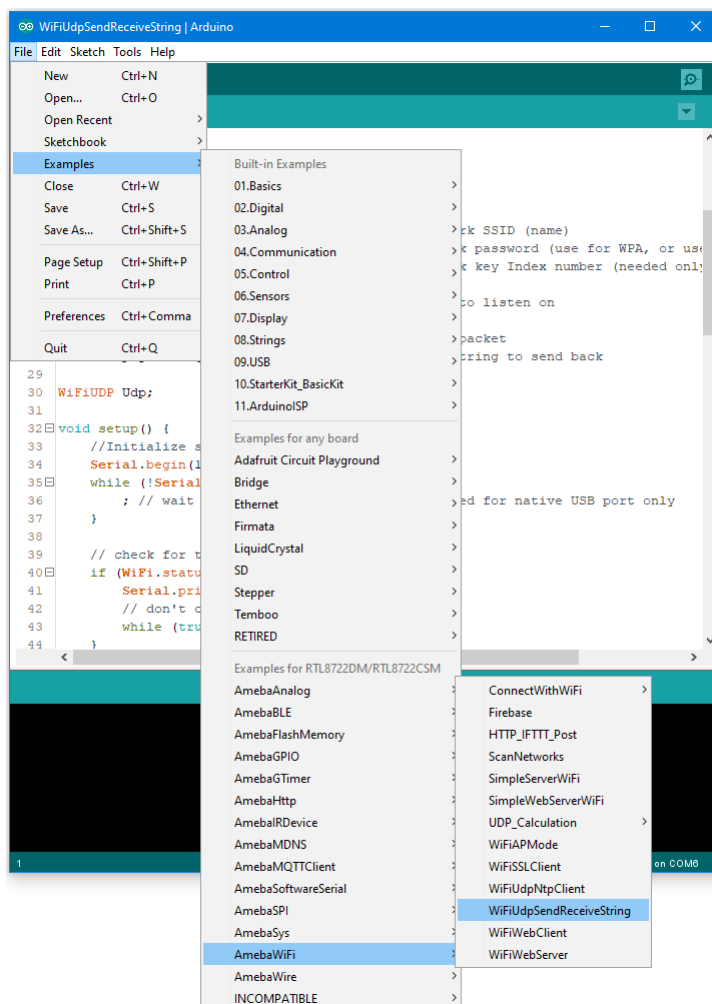 WiFiUdpSendReceiveString | Arduino
File Edit Sketch Tools Help
New Ctrl+N
Open... Ctrl+O
Open Recent
Sketchbook
Examples
Close Ctrl+W
Save Ctrl+S
Save As... Ctrl+Shift+S
Page Setup Ctrl+Shift+P
Print Ctrl+P
Preferences Ctrl+Comma
Quit Ctrl+Q
Built-in Examples
01.Basics
02.Digital
03.Analog
04.Communication
05.Control
06.Sensors
07.Display
08.Strings
09.USB
10.StarterKit_BasicKit
11.ArduinoISP
Examples for any board
Adafruit Circuit Playground
Bridge
Ethernet
Firmata
LiquidCrystal
SD
Stepper
Temboo
RETIRED
Examples for RTL8722DM/RTL8722CSM
AmebaAnalog
AmebaBLE
AmebaFlashMemory
AmebaGPIO
AmebaGTimer
AmebaHttp
AmebaIRDevice
AmebaMDNS
AmebaMQTTClient
AmebaSoftwareSerial
AmebaSPI
AmebaSys
AmebaWiFi
AmebaWire
INCOMPATIBLE
ConnectWithWiFi
Firebase
HTTP_IFTTT_Post
ScanNetworks
SimpleServerWiFi
SimpleWebServerWiFi
UDP_Calculation
WiFiAPMode
WiFiSSLClient
WiFiUdpNtpClient
WiFiUdpSendReceiveString
WiFiWebClient
WiFiWebServer
rk SSID (name)
k password (use for WPA, or use
k key Index number (needed only
to listen on
packet
tring to send back
29
30 WiFiUDP Udp;
31
32 void setup() {
33 //Initialize s
34 Serial.begin(1
35 while (!Serial
36 ; // wait ed for native USB port only
37 }
38
39 // check for t
40 if (WiFi.statu
41 Serial.pri
42 // don't c
43 while (tru
44 }
1 on COM6